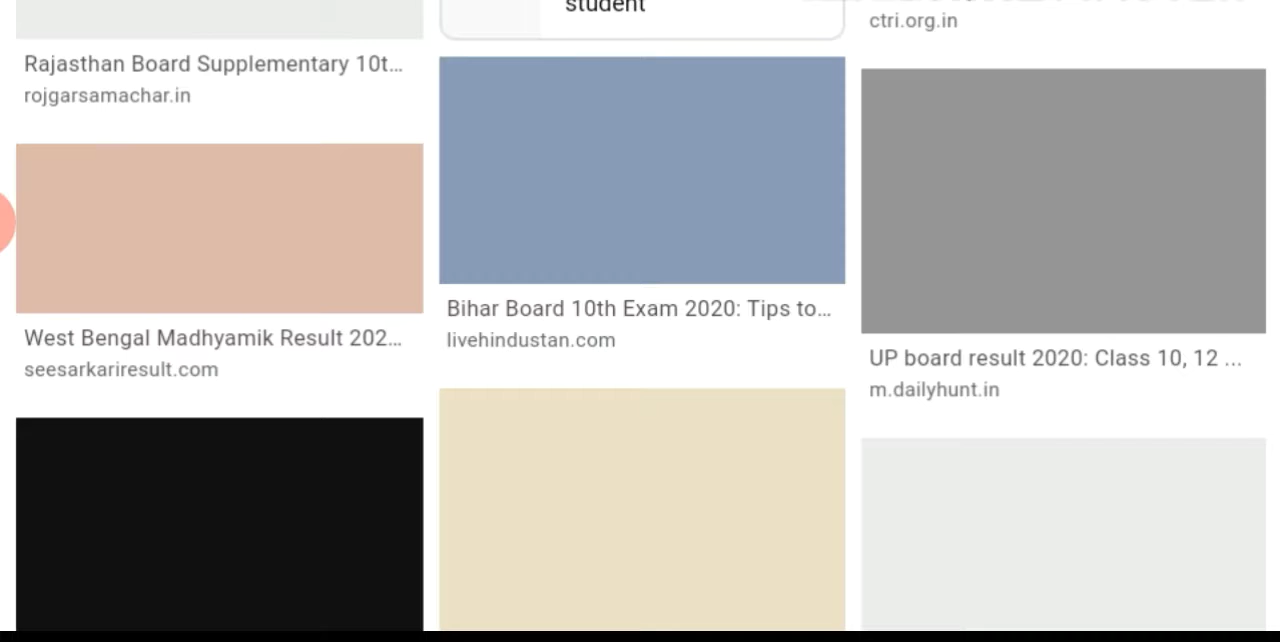 student
ctri.org.in
Rajasthan Board Supplementary 10t...
rojgarsamachar.in
Bihar Board 10th Exam 2020: Tips to...
livehindustan.com
West Bengal Madhyamik Result 202...
seesarkariresult.com
UP board result 2020: Class 10, 12 ...
m.dailyhunt.in